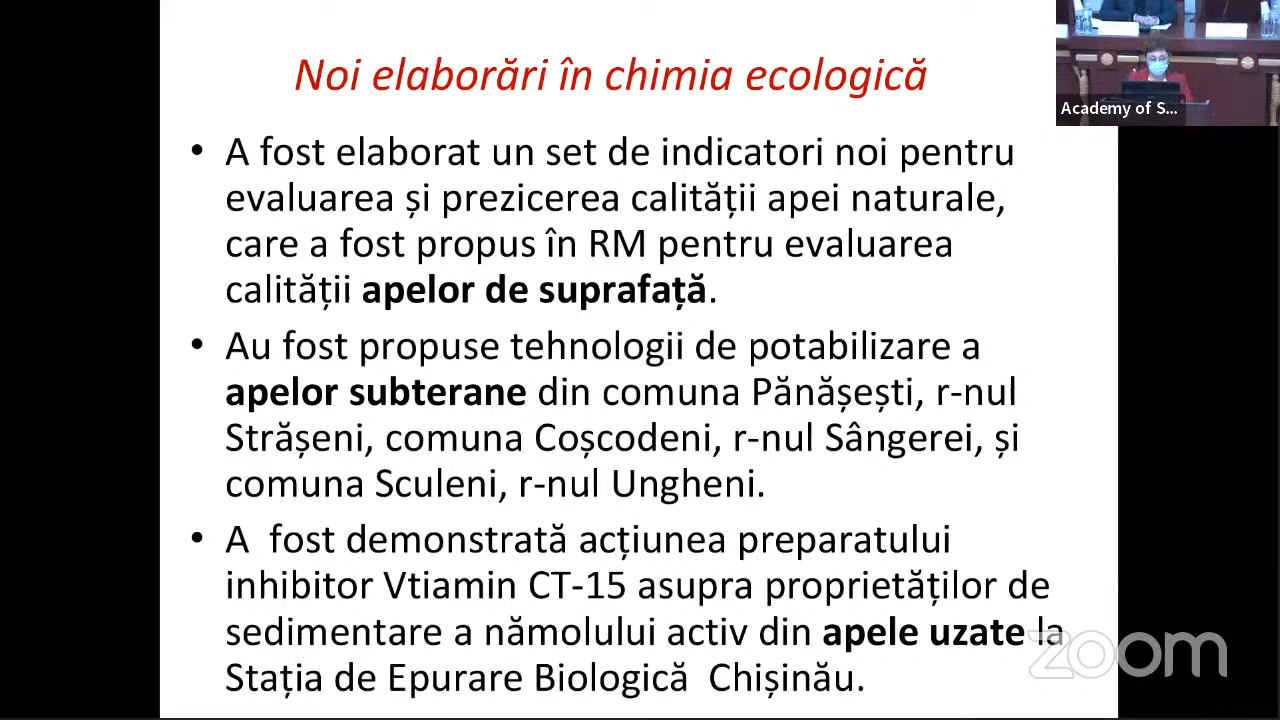 Noi elaborări în chimia ecologică
• A fost elaborat un set de indicatori noi pentru
evaluarea și prezicerea calității apei naturale,
care a fost propus în RM pentru evaluarea
calității apelor de suprafață.
• Au fost propuse tehnologii de potabilizare a
apelor subterane din comuna Pănășești, r-nul
Strășeni, comuna Coșcodeni, r-nul Sângerei, și
comuna Sculeni, r-nul Ungheni.
• A fost demonstrată acțiunea preparatului
inhibitor Vtiamin CT-15 asupra proprietăților de
sedimentare a nămolului activ din apele uzate la
Stația de Epurare Biologică Chișinău.
Academy of S...
zoom